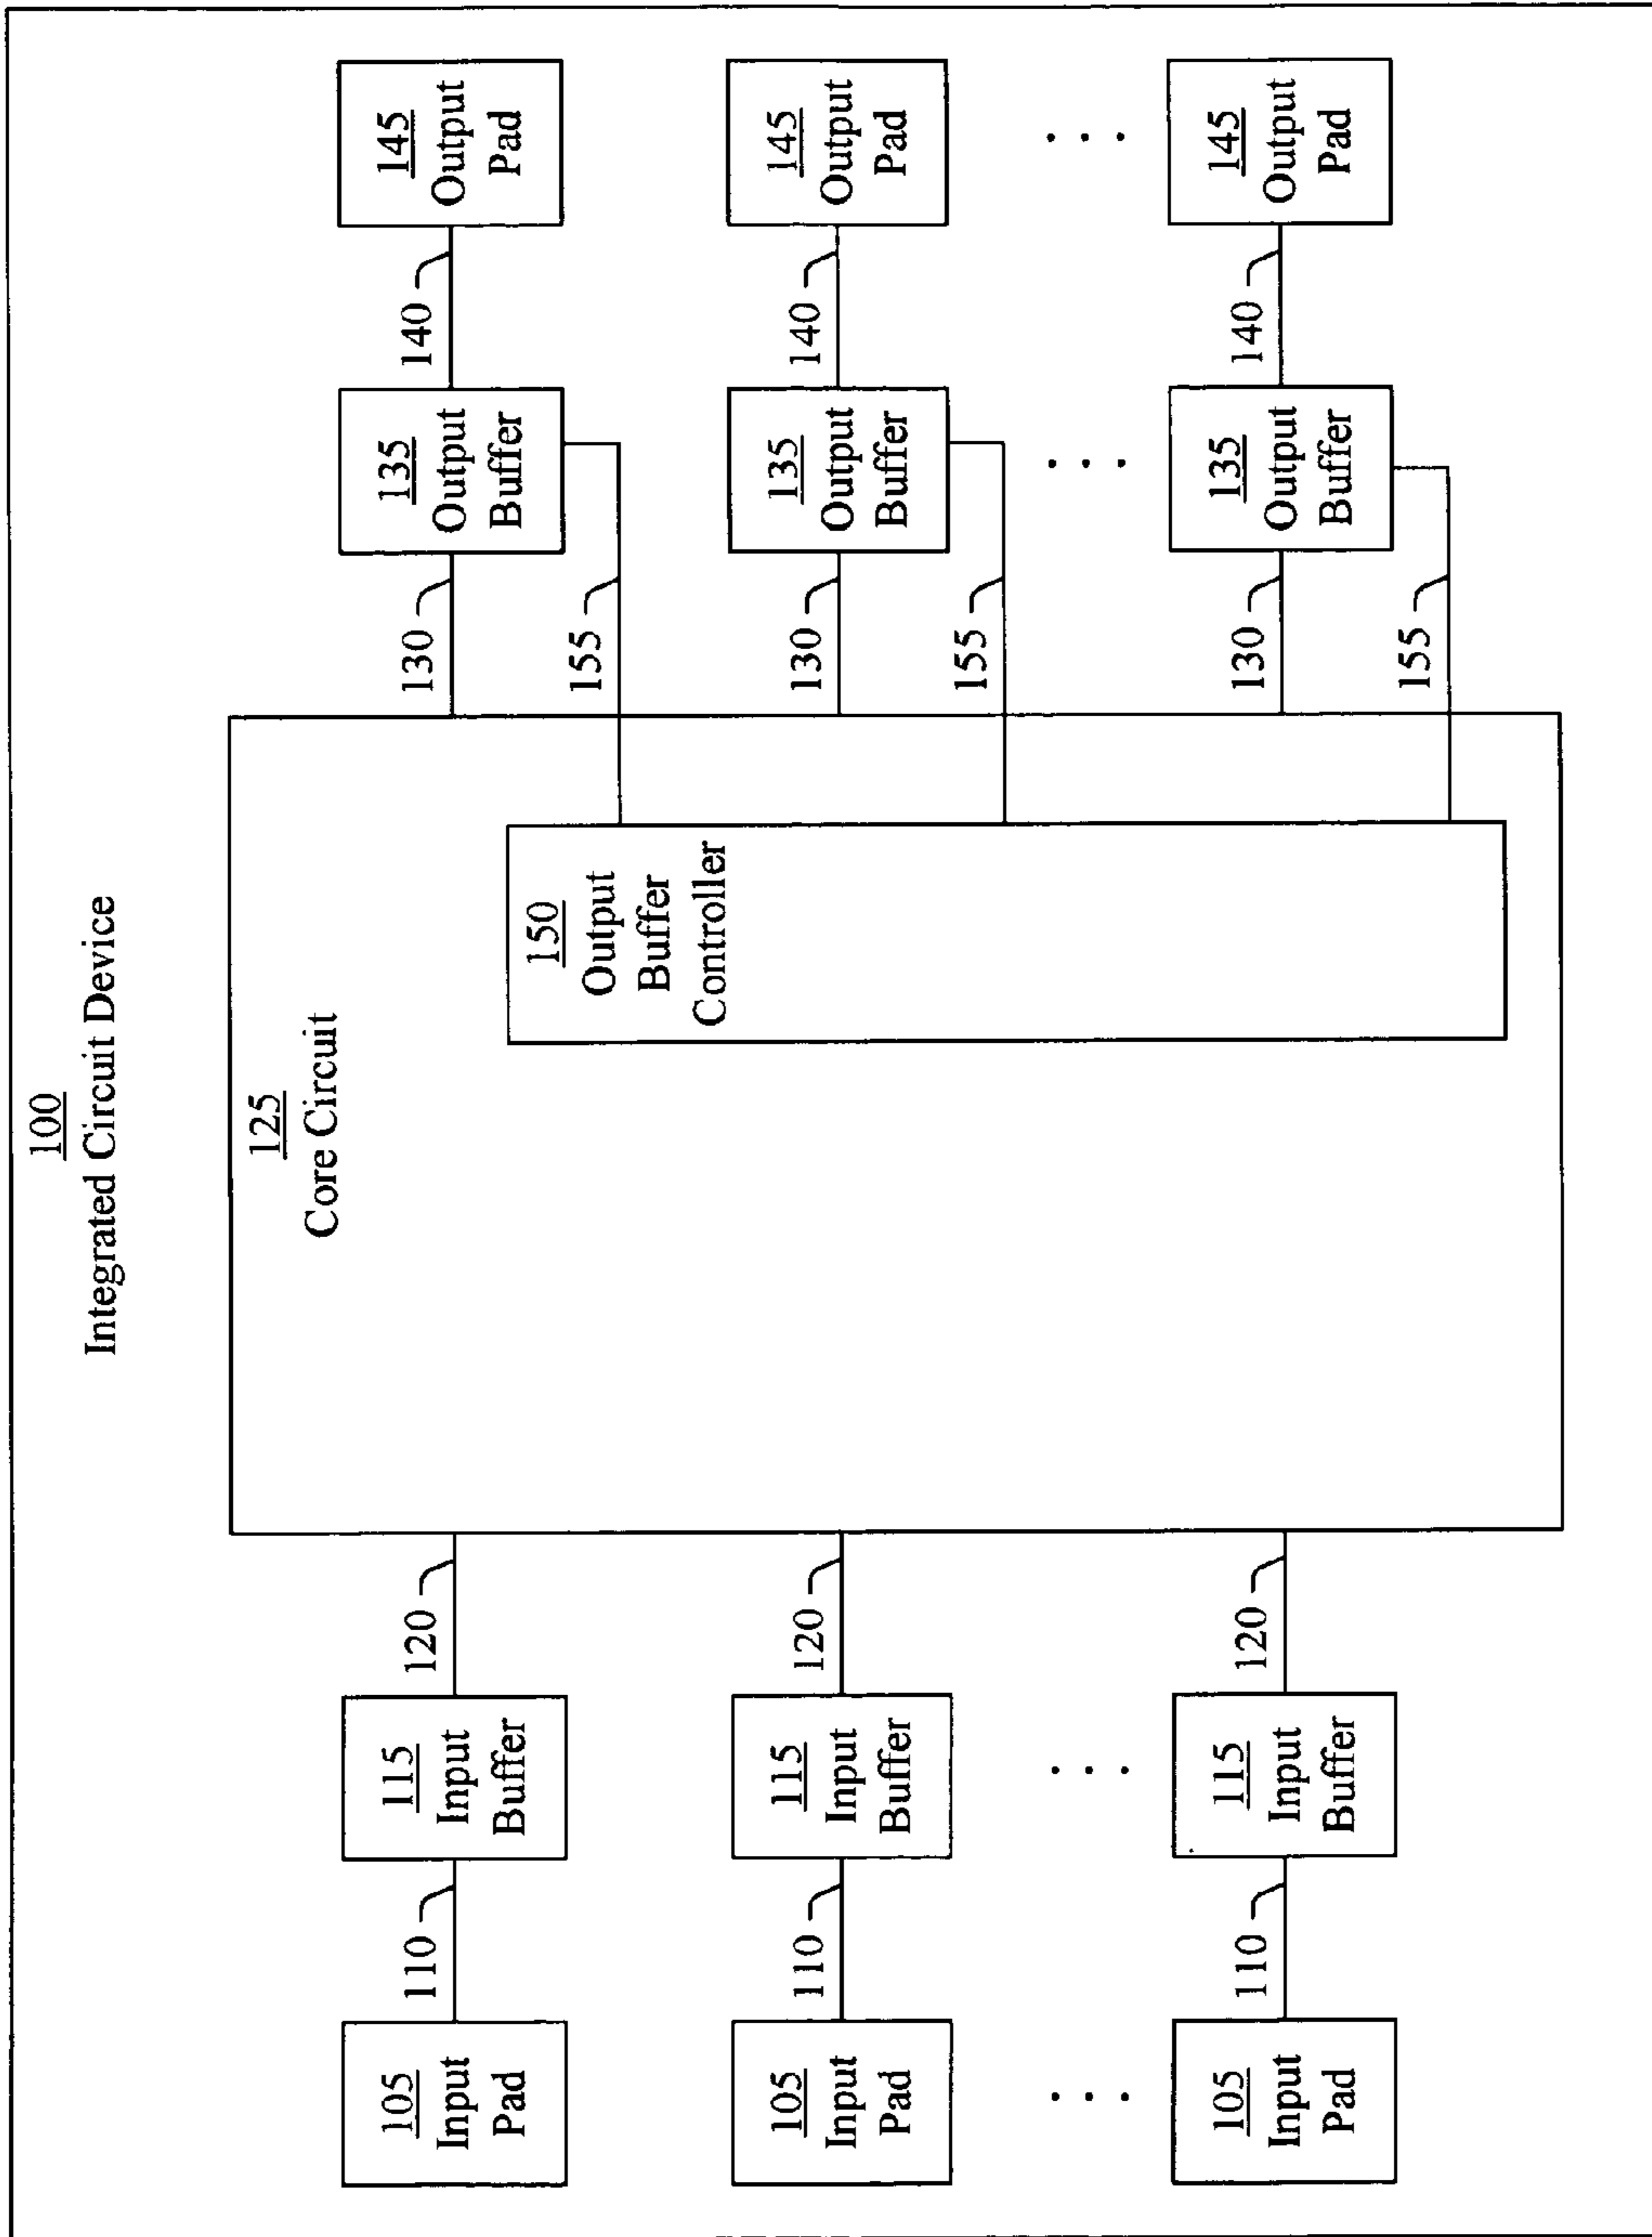 100
Integrated Circuit Device
125
Core Circuit
105
Input
Pad
110
115
Input
Buffer
120
130
135
Output
Buffer
140
145
Output
Pad
155
150
Output
Buffer
Controller
105
Input
Pad
110
115
Input
Buffer
120
130
135
Output
Buffer
140
145
Output
Pad
155
. . .
. . .
. . .
. . .
105
Input
Pad
110
115
Input
Buffer
120
130
135
Output
Buffer
140
145
Output
Pad
155